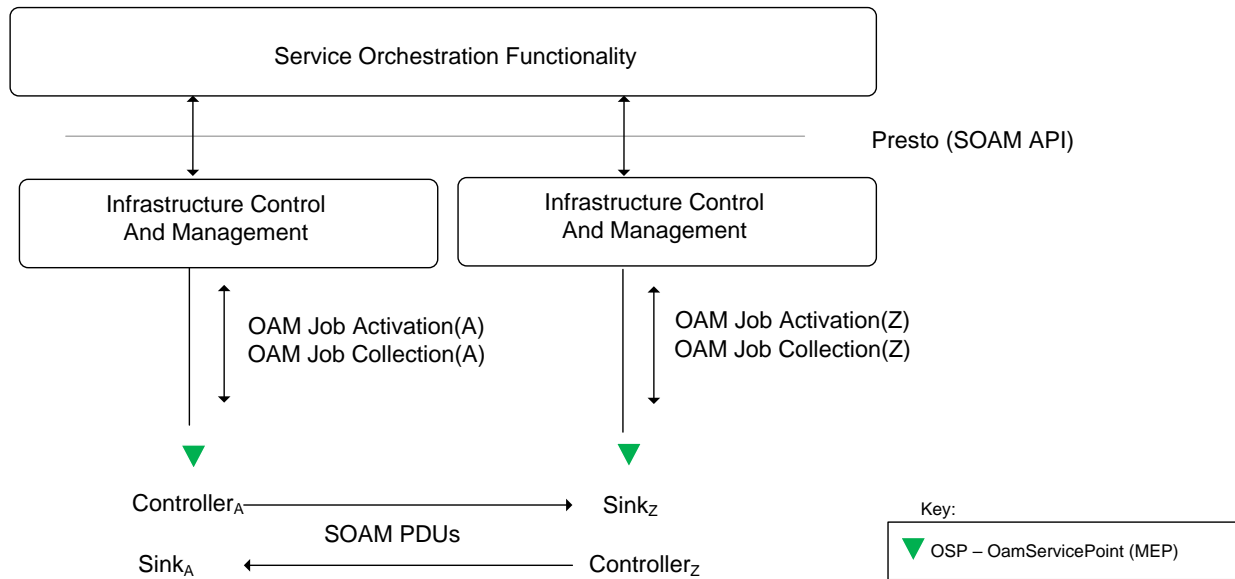 Service Orchestration Functionality
Presto (SOAM API)
Infrastructure Control
And Management
Infrastructure Control
And Management
OAM Job Activation(A)
OAM Job Collection(A)
OAM Job Activation(Z)
OAM Job Collection(Z)
ControllerA
SinkZ
SOAM PDUs
SinkA
ControllerZ
Key:
OSP – OamServicePoint (MEP)